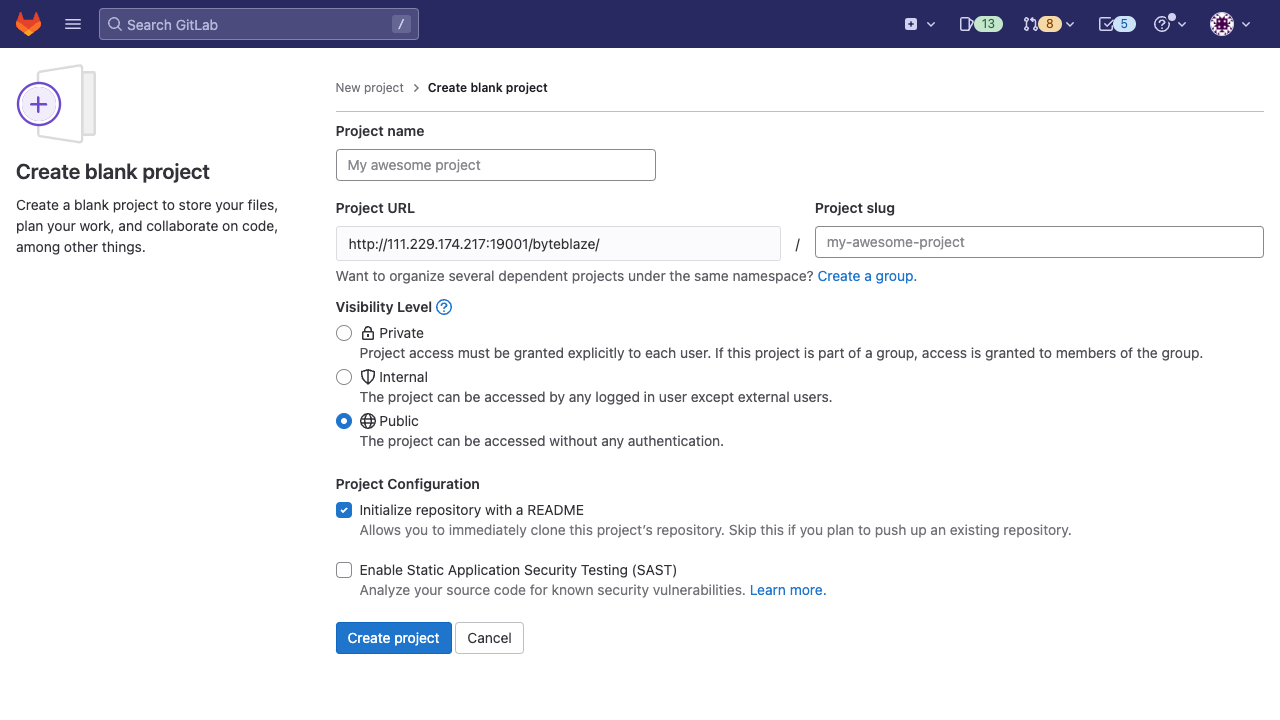 Search GitLab
/
13
8
5
Create blank project
Create a blank project to store your files,
plan your work, and collaborate on code,
among other things.
New project
Create blank project
Project name
My awesome project
Project URL
Project slug
http://111.229.174.217:19001/byteblaze/
/
my-awesome-project
Want to organize several dependent projects under the same namespace? Create a group.
Visibility Level
Private
Project access must be granted explicitly to each user. If this project is part of a group, access is granted to members of the group.
Internal
The project can be accessed by any logged in user except external users.
Public
The project can be accessed without any authentication.
Project Configuration
Initialize repository with a README
Allows you to immediately clone this project's repository. Skip this if you plan to push up an existing repository.
Enable Static Application Security Testing (SAST)
Analyze your source code for known security vulnerabilities. Learn more.
Create project
Cancel